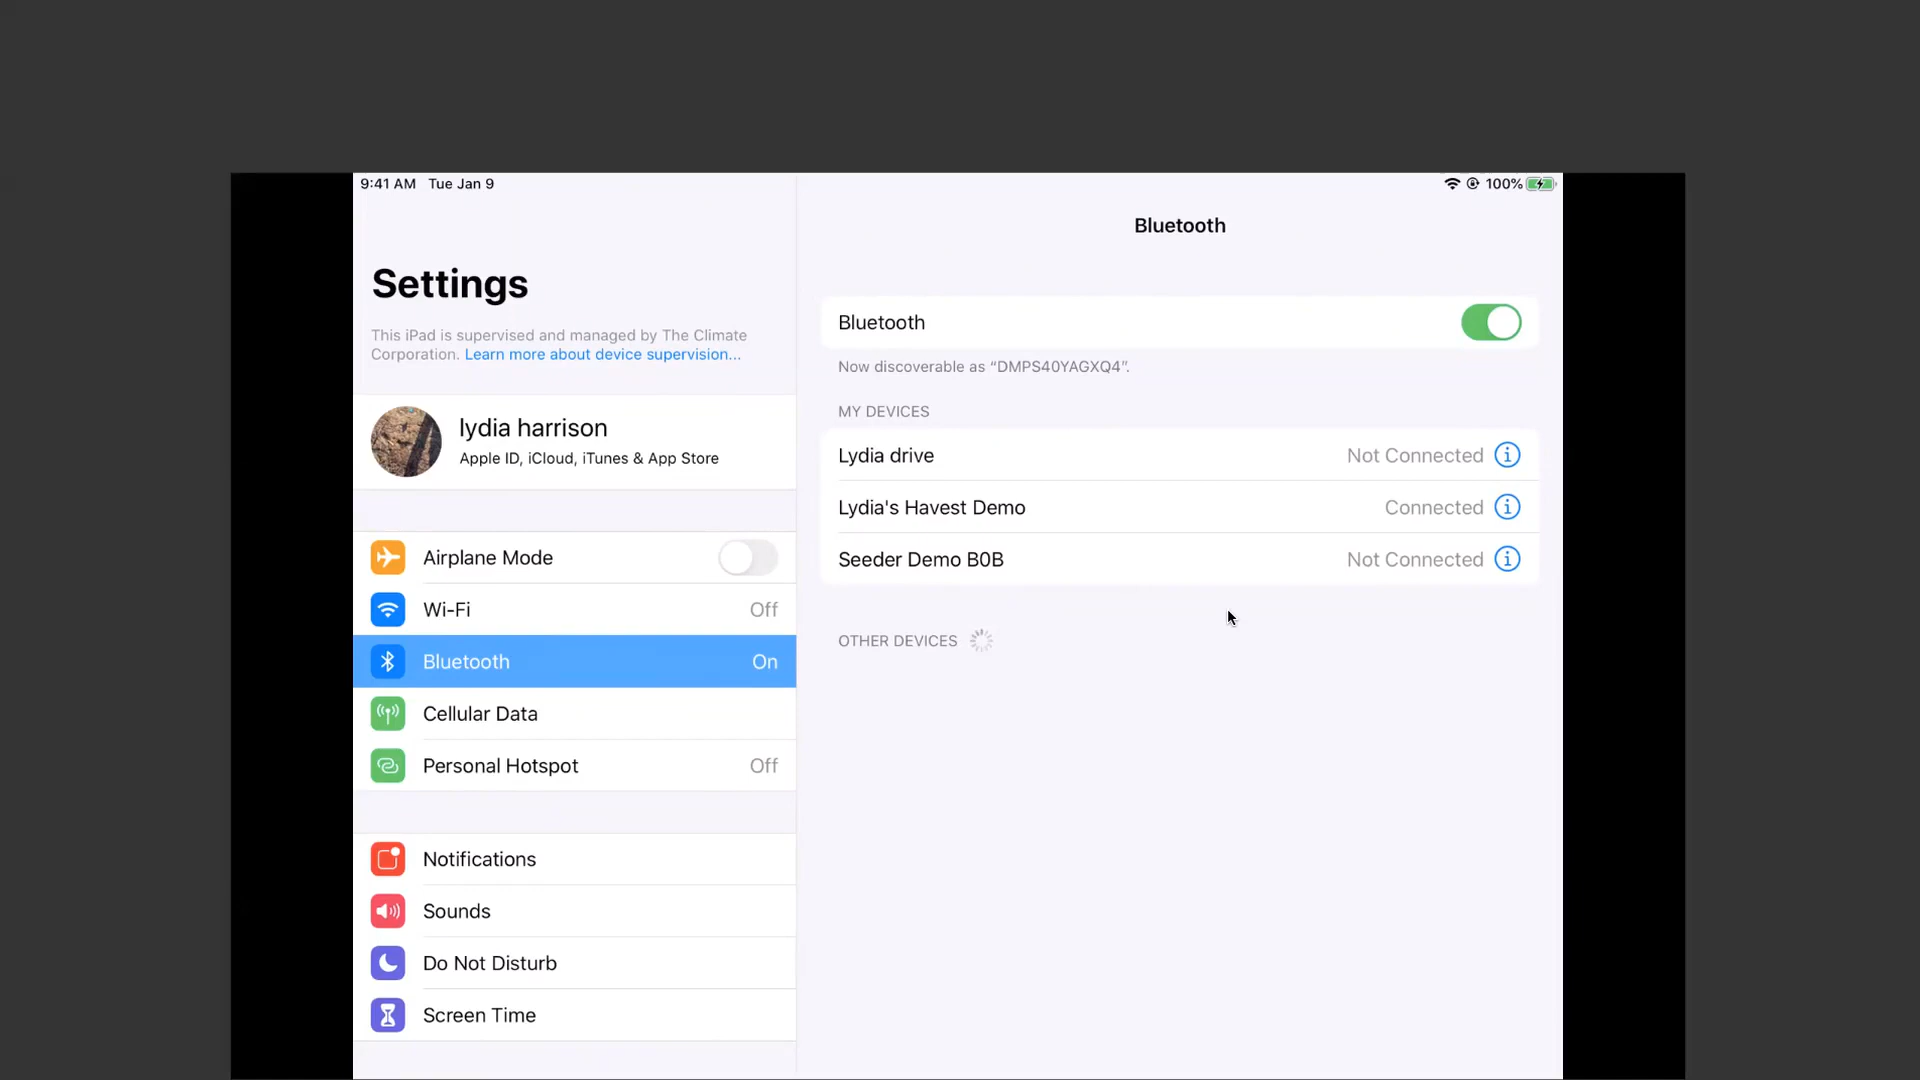 9:41 AM Tue Jan 9
100%
Settings
This iPad is supervised and managed by The Climate
Corporation. Learn more about device supervision...
lydia harrison
Apple ID, iCloud, iTunes & App Store
Airplane Mode
Wi-Fi Off
Bluetooth On
Cellular Data
Personal Hotspot Off
Notifications
Sounds
Do Not Disturb
Screen Time
Bluetooth
Bluetooth
Now discoverable as “DMPS40YAGXQ4”.
MY DEVICES
Lydia drive Not Connected
Lydia's Havest Demo Connected
Seeder Demo B0B Not Connected
OTHER DEVICES